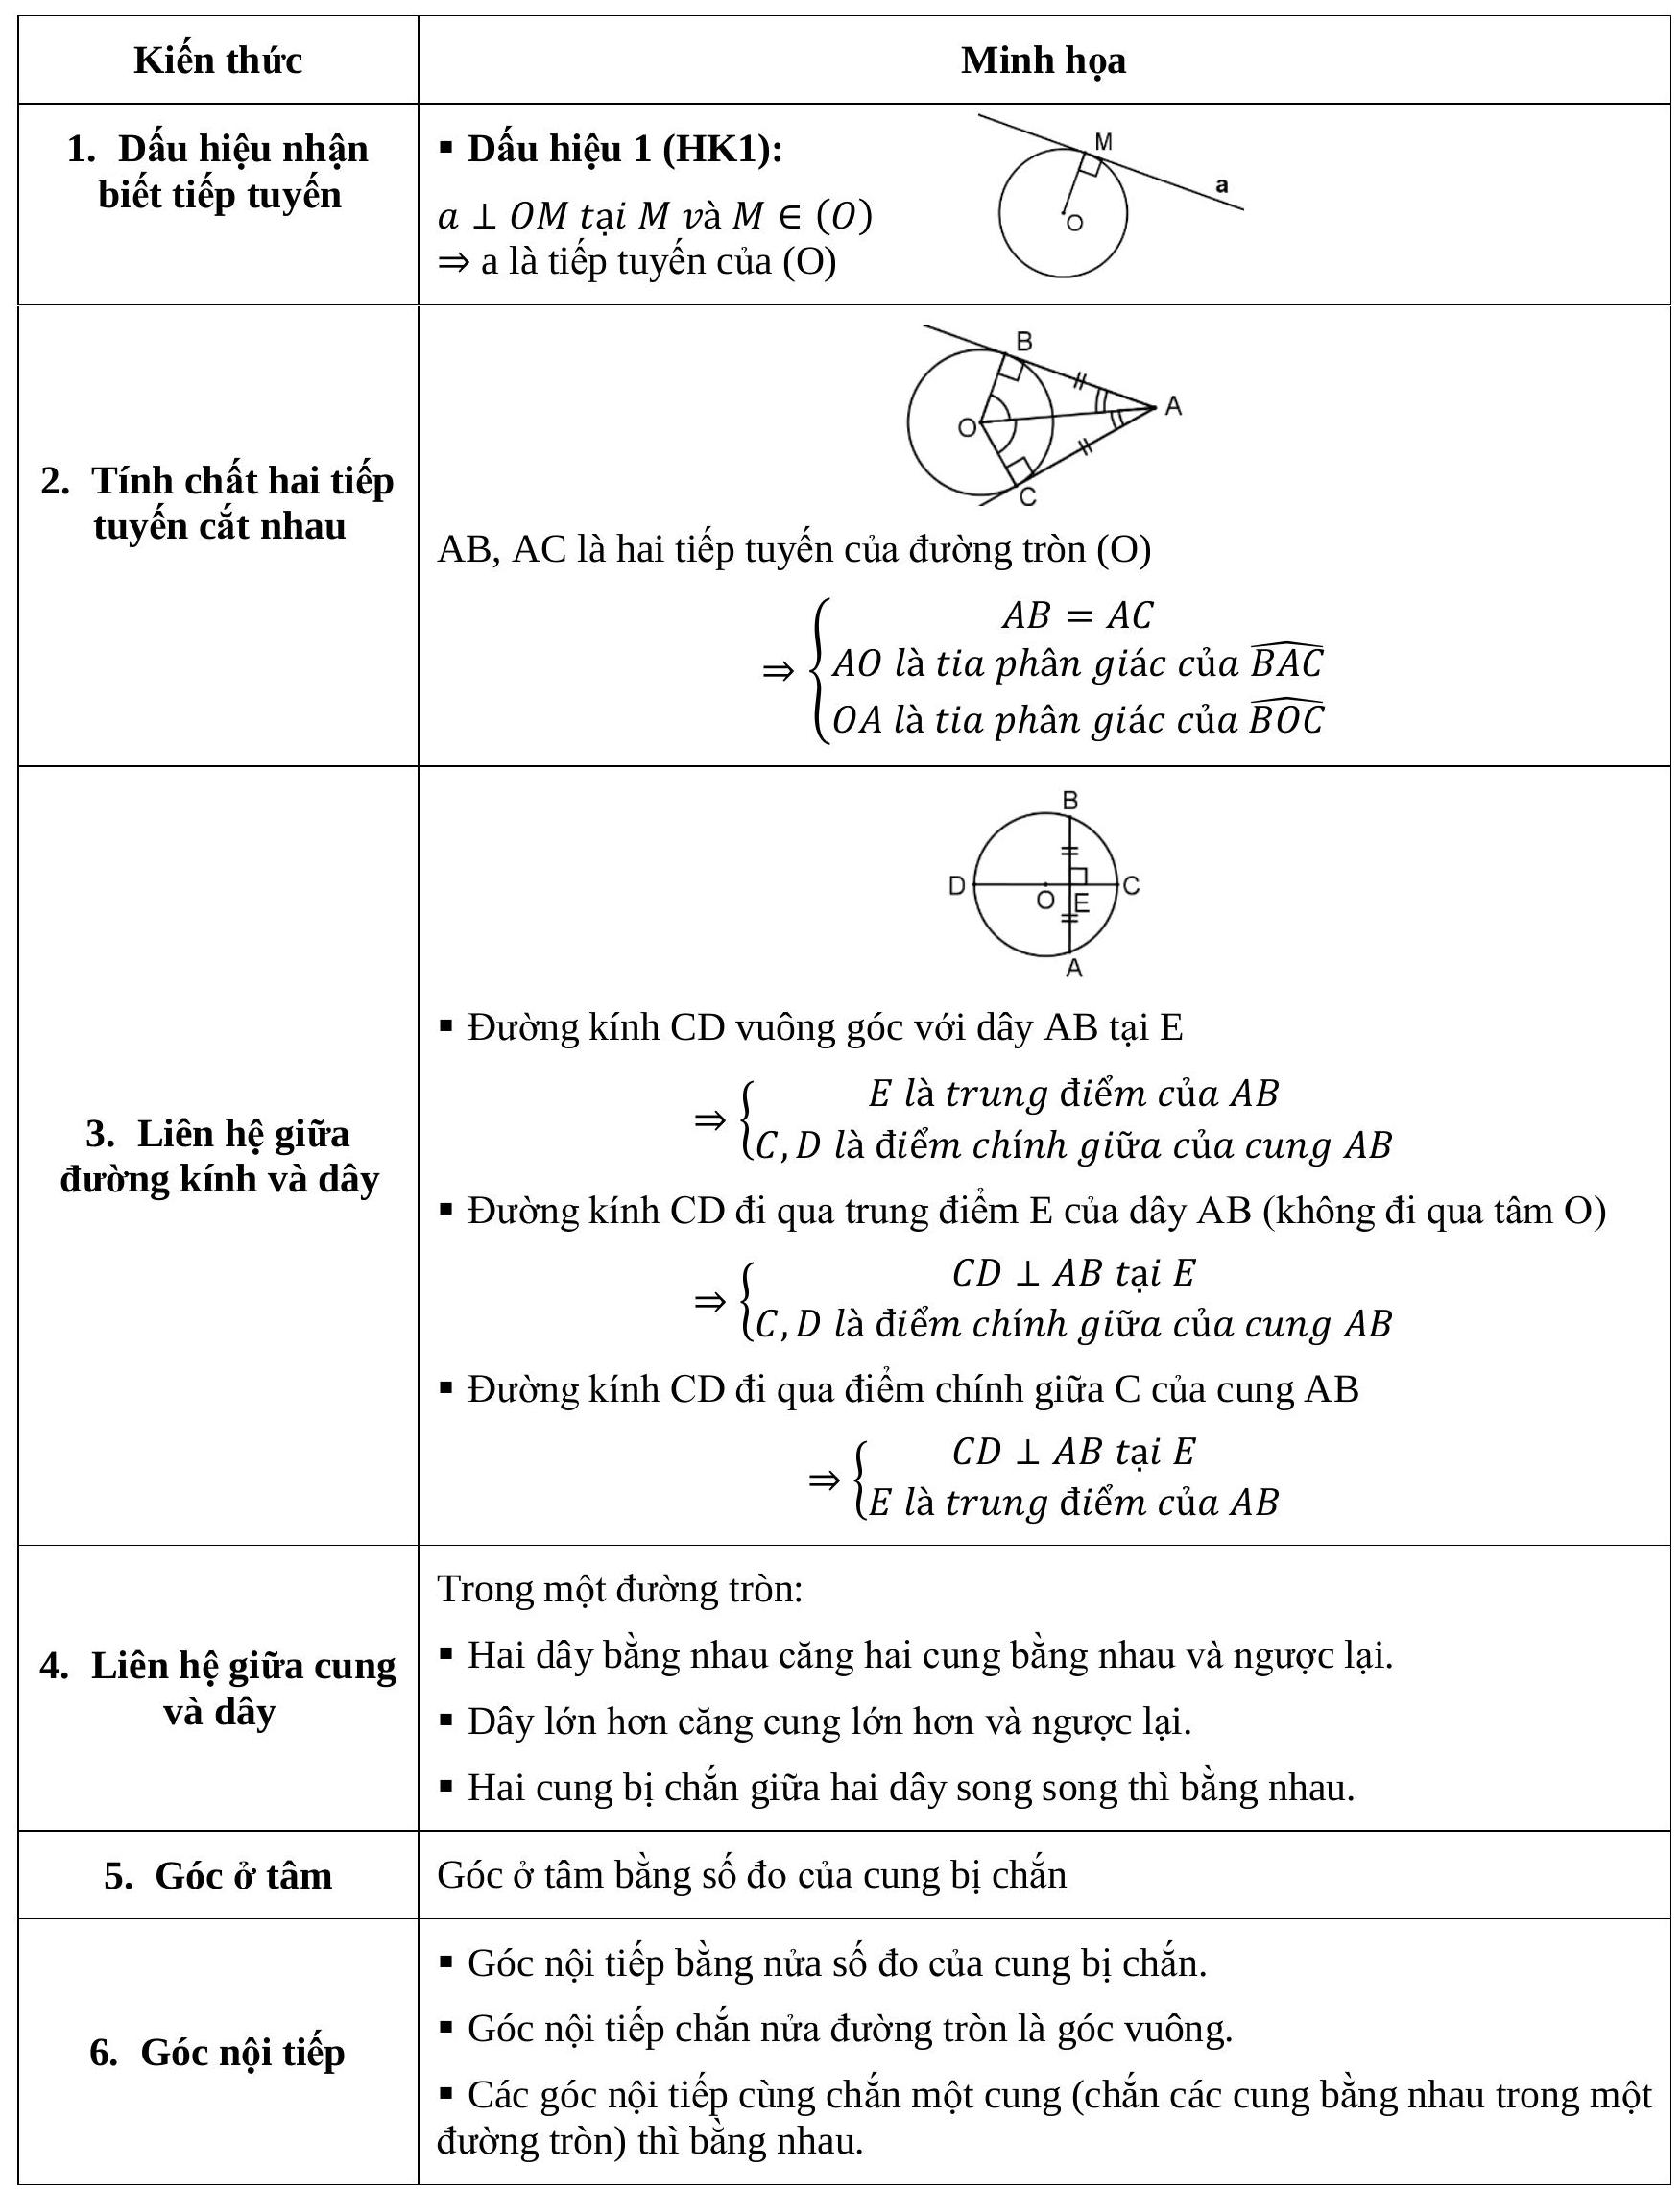 Kiến thức
Minh họa
1. Dấu hiệu nhận
biết tiếp tuyến
▪ Dấu hiệu 1 (HK1):
a ⊥ OM tại M và M ∈ (O)
⇒ a là tiếp tuyến của (O)
M
a
O
2. Tính chất hai tiếp
tuyến cắt nhau
B
A
O
C
AB, AC là hai tiếp tuyến của đường tròn (O)
AB = AC
⇒ { AO là tia phân giác của \widehat{BAC}
OA là tia phân giác của \widehat{BOC}
3. Liên hệ giữa
đường kính và dây
B
D
O
E
C
A
▪ Đường kính CD vuông góc với dây AB tại E
⇒ { E là trung điểm của AB
C, D là điểm chính giữa của cung AB
▪ Đường kính CD đi qua trung điểm E của dây AB (không đi qua tâm O)
⇒ { CD ⊥ AB tại E
C, D là điểm chính giữa của cung AB
▪ Đường kính CD đi qua điểm chính giữa C của cung AB
⇒ { CD ⊥ AB tại E
E là trung điểm của AB
4. Liên hệ giữa cung
và dây
Trong một đường tròn:
▪ Hai dây bằng nhau căng hai cung bằng nhau và ngược lại.
▪ Dây lớn hơn căng cung lớn hơn và ngược lại.
▪ Hai cung bị chắn giữa hai dây song song thì bằng nhau.
5. Góc ở tâm
Góc ở tâm bằng số đo của cung bị chắn
6. Góc nội tiếp
▪ Góc nội tiếp bằng nửa số đo của cung bị chắn.
▪ Góc nội tiếp chắn nửa đường tròn là góc vuông.
▪ Các góc nội tiếp cùng chắn một cung (chắn các cung bằng nhau trong một
đường tròn) thì bằng nhau.